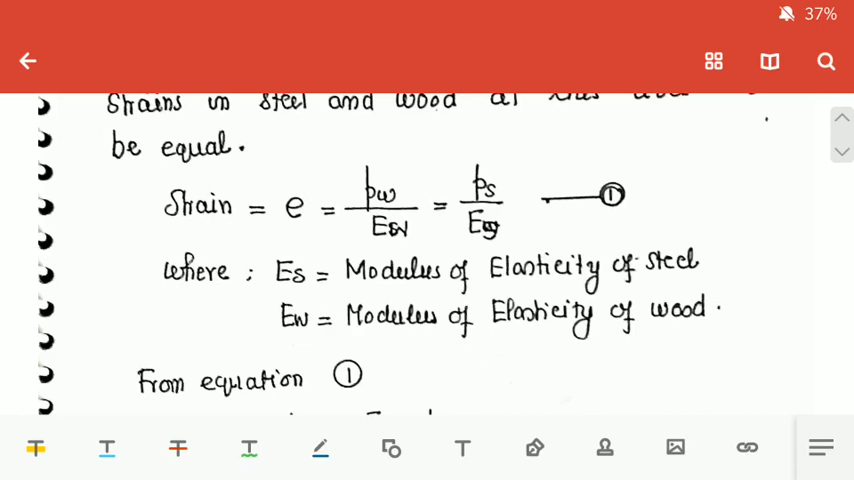 37%
Strains in steel and wood at this
be equal.
Strain = e = pw/Ew = ps/Es ——①
where ; Es = Modulus of Elasticity of steel
Ew = Modulus of Elasticity of wood.
From equation ①